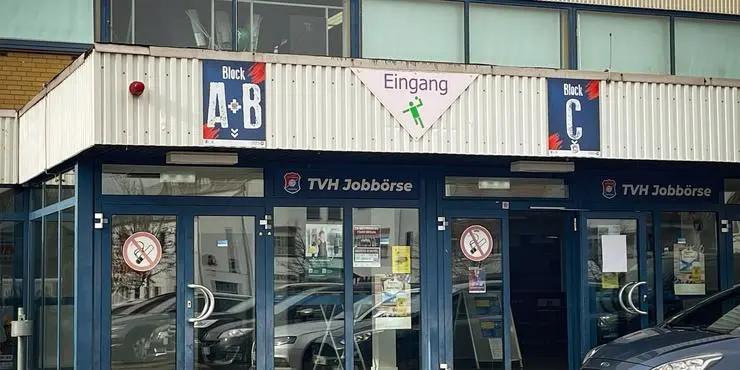 Block
A+B
Eingang
Block
C
TVH Jobbörse
TVH Jobbörse